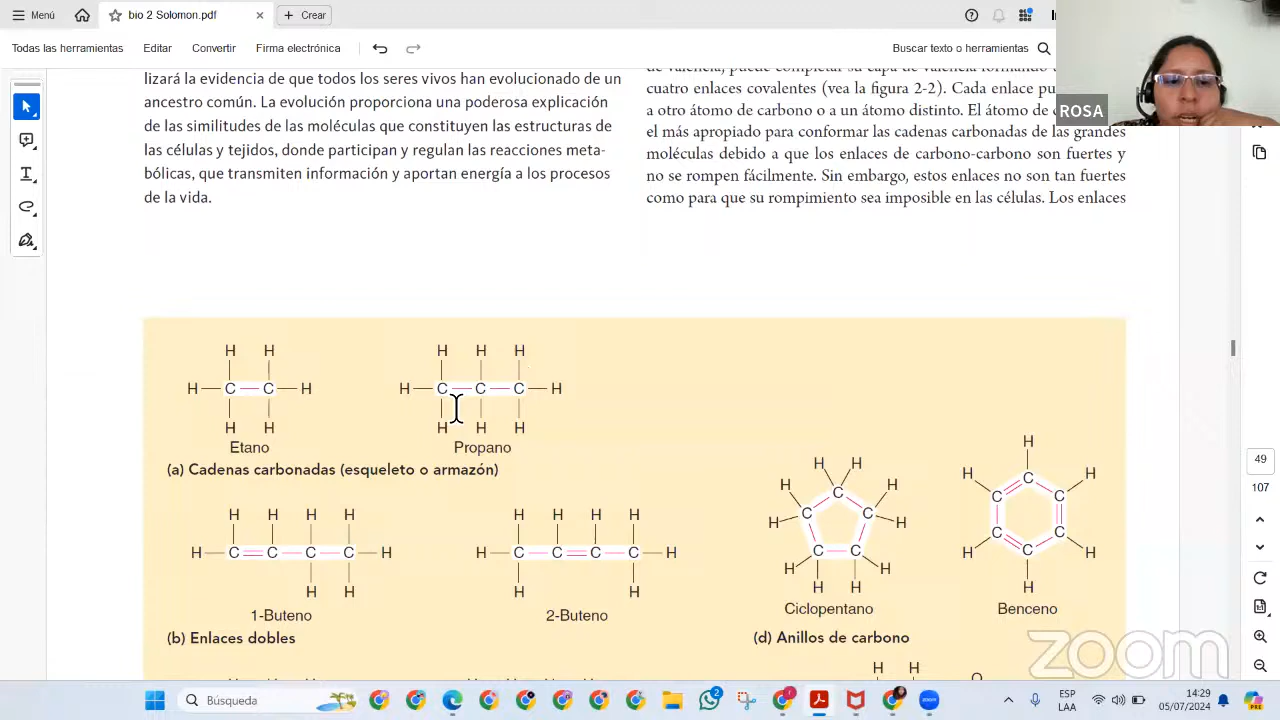 Menú
bio 2 Solomon.pdf
Crear
Todas las herramientas
Editar
Convertir
Firma electrónica
Buscar texto o herramientas
ROSA
lizará la evidencia de que todos los seres vivos han evolucionado de un
ancestro común. La evolución proporciona una poderosa explicación
de las similitudes de las moléculas que constituyen las estructuras de
las células y tejidos, donde participan y regulan las reacciones meta-
bólicas, que transmiten información y aportan energía a los procesos
de la vida.
de valencia, puede completar su capa de valencia formando
cuatro enlaces covalentes (vea la figura 2-2). Cada enlace
a otro átomo de carbono o a un átomo distinto. El átomo de
el más apropiado para conformar las cadenas carbonadas de las grandes
moléculas debido a que los enlaces de carbono-carbono son fuertes y
no se rompen fácilmente. Sin embargo, estos enlaces no son tan fuertes
como para que su rompimiento sea imposible en las células. Los enlaces
H H
H C C H
H H
Etano
H H H
H C C C H
H H H
Propano
(a) Cadenas carbonadas (esqueleto o armazón)
H H H H
H C C C C H
H H
1-Buteno
H H H H
H C C C C H
H H
2-Buteno
(b) Enlaces dobles
H H
H C H
H C C H
H C C H
H H
Ciclopentano
H
H C H
C C
C C
H C H
H
Benceno
(d) Anillos de carbono
H H
49
107
zoom
Búsqueda
2
1
zoom
ESP
LAA
14:29
05/07/2024